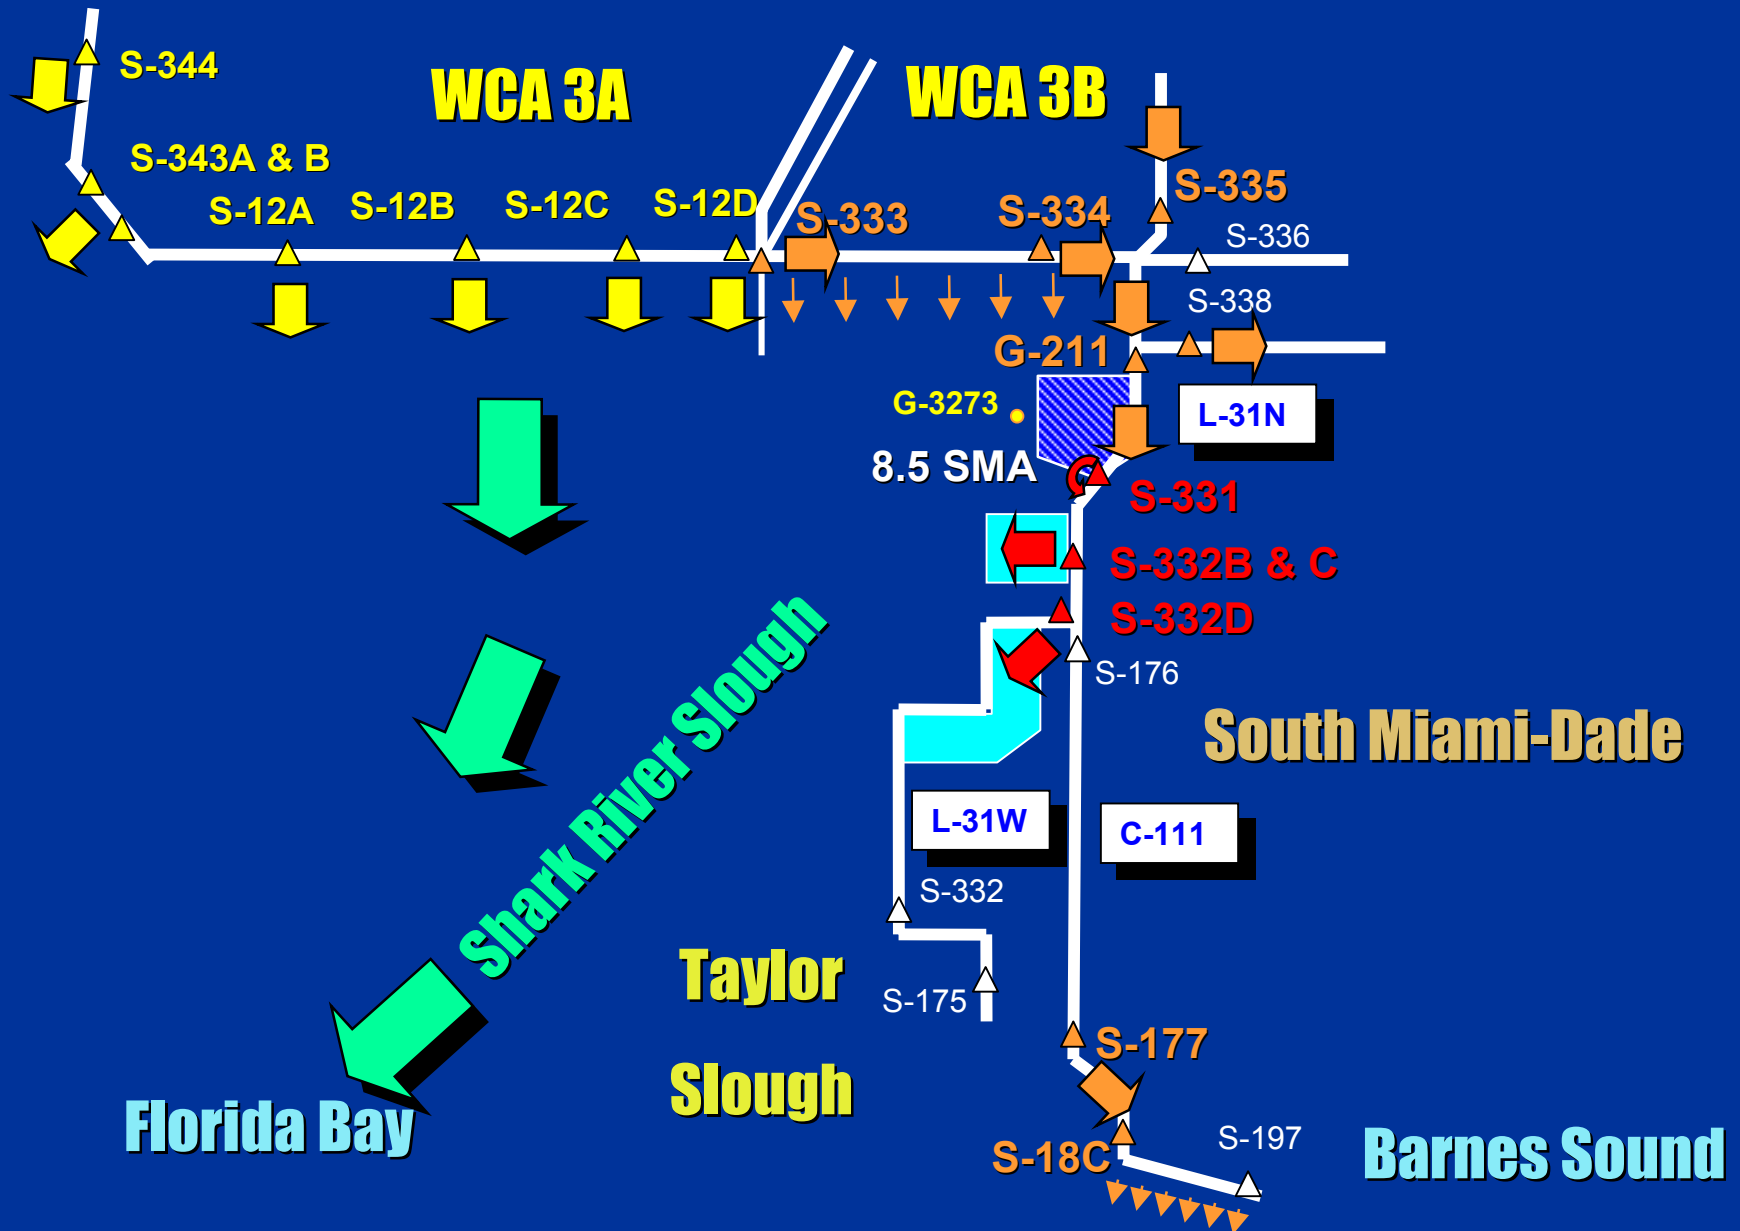 S-344
WCA 3A
WCA 3B
S-343A & B
S-12A
S-12B
S-12C
S-12D
S-333
S-334
S-335
S-336
S-338
G-211
G-3273
L-31N
8.5 SMA
S-331
S-332B & C
S-332D
S-176
Shark River Slough
South Miami-Dade
L-31W
C-111
S-332
Taylor
Slough
S-175
S-177
Florida Bay
S-18C
S-197
Barnes Sound